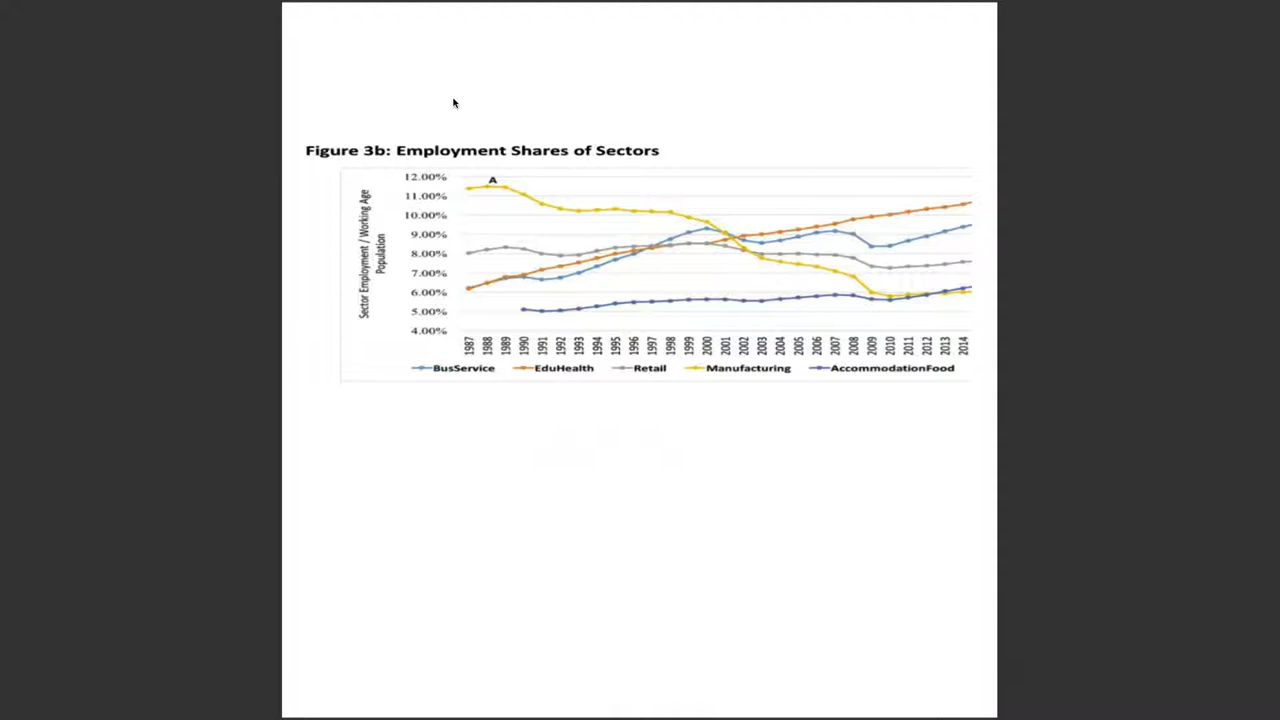 Figure 3b: Employment Shares of Sectors
A
12.00%
11.00%
10.00%
9.00%
8.00%
7.00%
6.00%
5.00%
4.00%
Sector Employment / Working Age
Population
1987 1988 1989 1990 1991 1992 1993 1994 1995 1996 1997 1998 1999 2000 2001 2002 2003 2004 2005 2006 2007 2008 2009 2010 2011 2012 2013 2014
BusService EduHealth Retail Manufacturing AccommodationFood